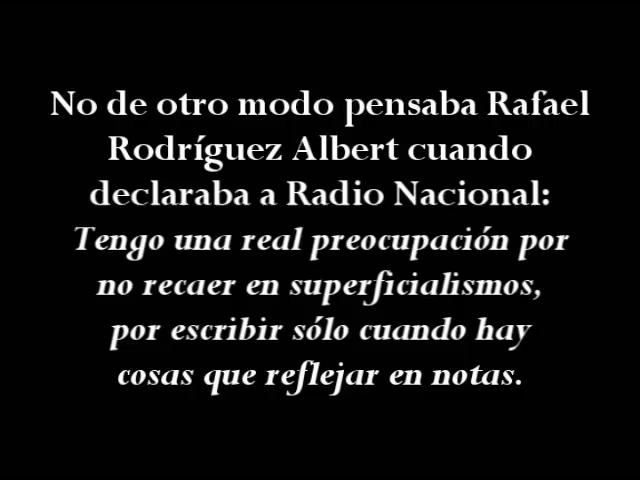 No de otro modo pensaba Rafael
Rodríguez Albert cuando
declaraba a Radio Nacional:
Tengo una real preocupación por
no recaer en superficialismos,
por escribir sólo cuando hay
cosas que reflejar en notas.